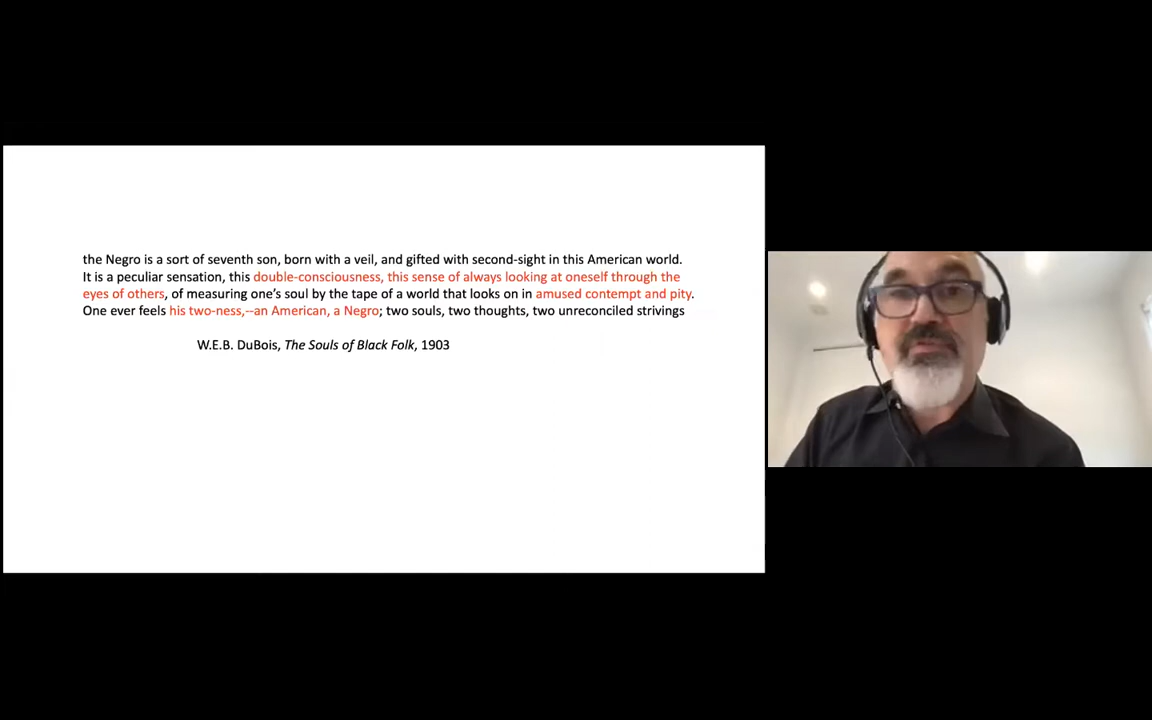 the Negro is a sort of seventh son, born with a veil, and gifted with second-sight in this American world.
It is a peculiar sensation, this double-consciousness, this sense of always looking at oneself through the
eyes of others, of measuring one’s soul by the tape of a world that looks on in amused contempt and pity.
One ever feels his two-ness,--an American, a Negro; two souls, two thoughts, two unreconciled strivings
W.E.B. DuBois, The Souls of Black Folk, 1903